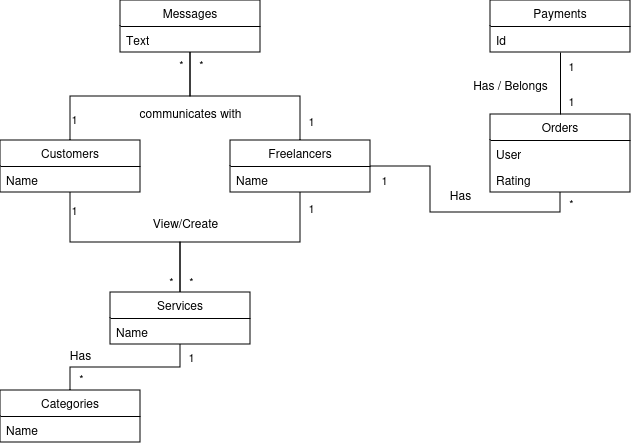 Messages
Payments
Text
Id
*
*
1
Has / Belongs
1
communicates with
1
1
Customers
Freelancers
Orders
User
Name
Name
Rating
1
Has
*
1
1
View/Create
*
*
Services
Name
Has
1
*
Categories
Name